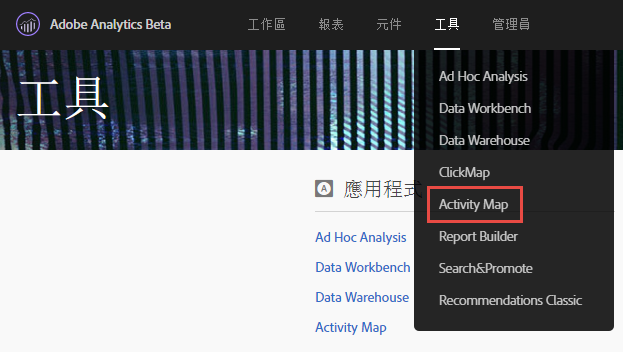 Adobe Analytics Beta 工作區 報表 元件 工具 管理員
工具
Ad Hoc Analysis
Data Workbench
Data Warehouse
ClickMap
Activity Map
Report Builder
Search&Promote
Recommendations Classic
A 應用程式
Ad Hoc Analysis
Data Workbench
Data Warehouse
Activity Map